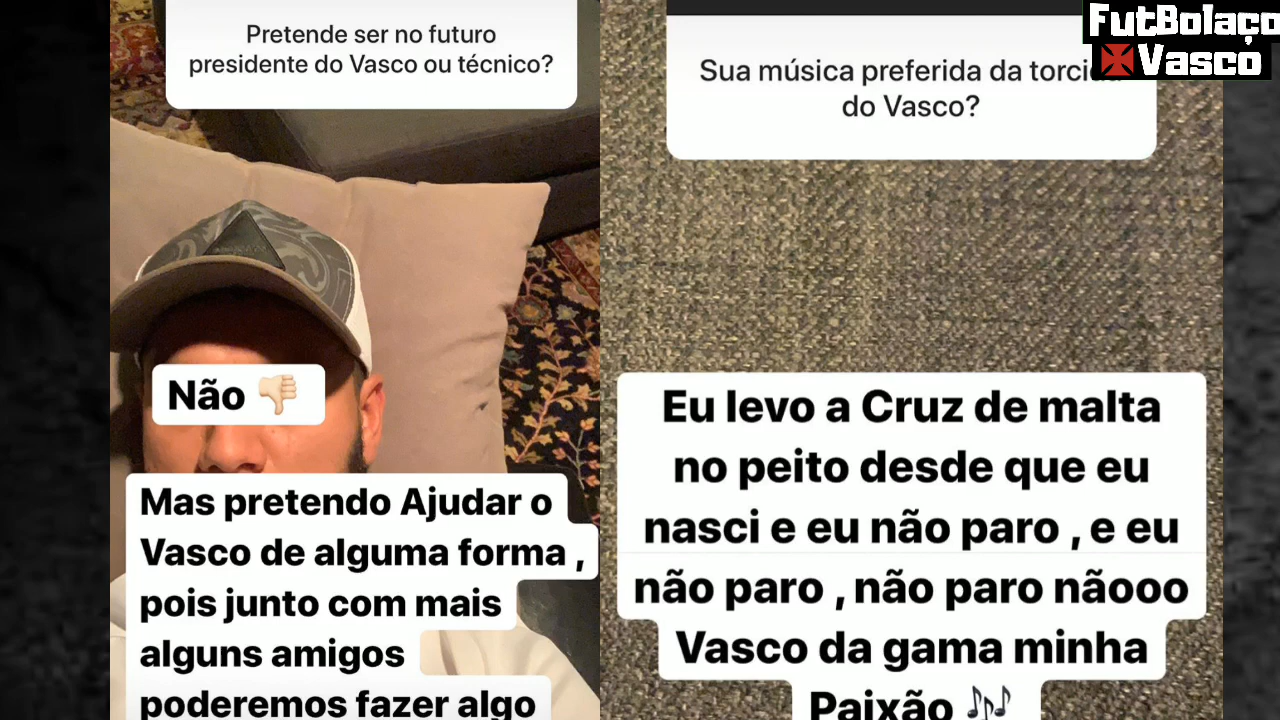 Pretende ser no futuro
presidente do Vasco ou técnico?
Não 👎🏻
Mas pretendo Ajudar o
Vasco de alguma forma ,
pois junto com mais
alguns amigos
poderemos fazer algo
FutBolaço
Vasco
Sua música preferida da torcida
do Vasco?
Eu levo a Cruz de malta
no peito desde que eu
nasci e eu não paro , e eu
não paro , não paro nãooo
Vasco da gama minha
Paixão 🎶